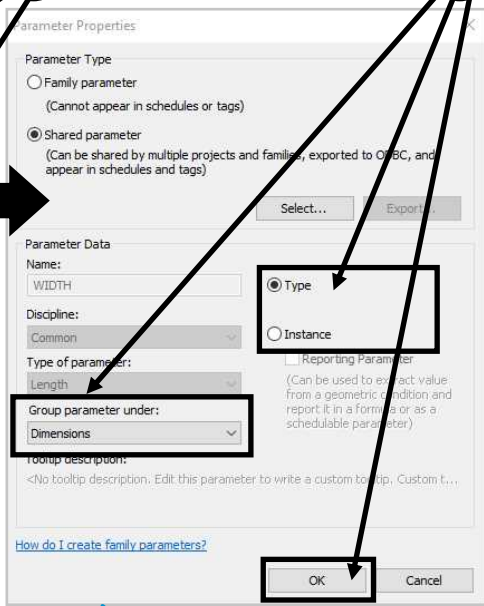 Parameter Properties
Parameter Type
Family parameter
(Cannot appear in schedules or tags)
Shared parameter
(Can be shared by multiple projects and families, exported to ODBC, and
appear in schedules and tags)
Select... Export...
Parameter Data
Name:
WIDTH
Type
Discipline:
Common
Instance
Type of parameter:
Reporting Parameter
Length
(Can be used to extract value
from a geometric condition and
report it in a formula or as a
schedulable parameter)
Group parameter under:
Dimensions
Tooltip description:
<No tooltip description. Edit this parameter to write a custom tooltip. Custom t...
How do I create family parameters?
OK Cancel